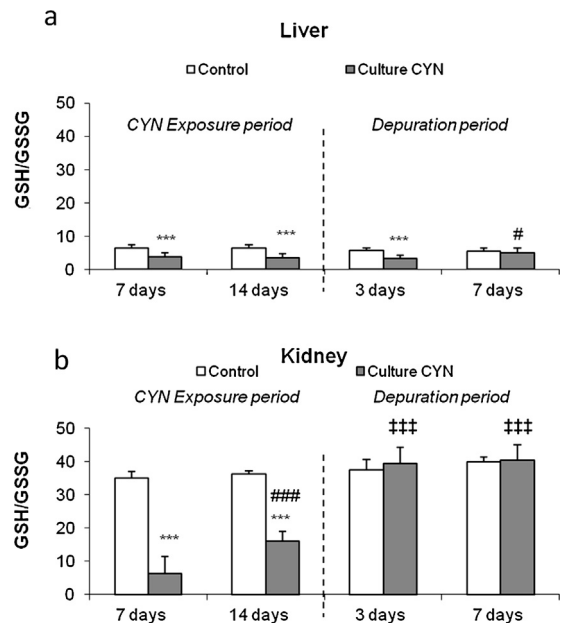 a
Liver
Control Culture CYN
CYN Exposure period Depuration period
GSH/GSSG
50
40
30
20
10
0
*** *** *** #
7 days 14 days 3 days 7 days
b
Kidney
Control Culture CYN
CYN Exposure period Depuration period
GSH/GSSG
50
40
30
20
10
0
‡‡‡ ‡‡‡
###
*** ***
7 days 14 days 3 days 7 days